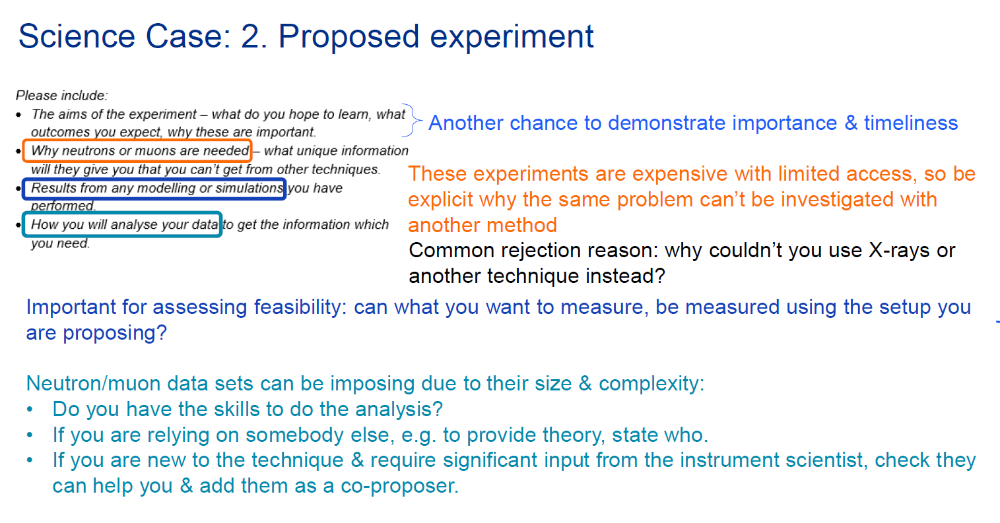 Science Case: 2. Proposed experiment
Please include:
• The aims of the experiment – what do you hope to learn, what
outcomes you expect, why these are important.
• Why neutrons or muons are needed – what unique information
will they give you that you can't get from other techniques.
• Results from any modelling or simulations you have
performed.
• How you will analyse your data to get the information which
you need.
Another chance to demonstrate importance & timeliness
These experiments are expensive with limited access, so be
explicit why the same problem can't be investigated with
another method
Common rejection reason: why couldn't you use X-rays or
another technique instead?
Important for assessing feasibility: can what you want to measure, be measured using the setup you
are proposing?
Neutron/muon data sets can be imposing due to their size & complexity:
• Do you have the skills to do the analysis?
• If you are relying on somebody else, e.g. to provide theory, state who.
• If you are new to the technique & require significant input from the instrument scientist, check they
can help you & add them as a co-proposer.